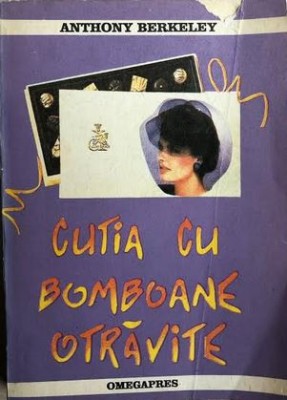 ANTHONY BERKELEY
CUTIA CU
BOMBOANE
OTRĂVITE
OMEGAPRES